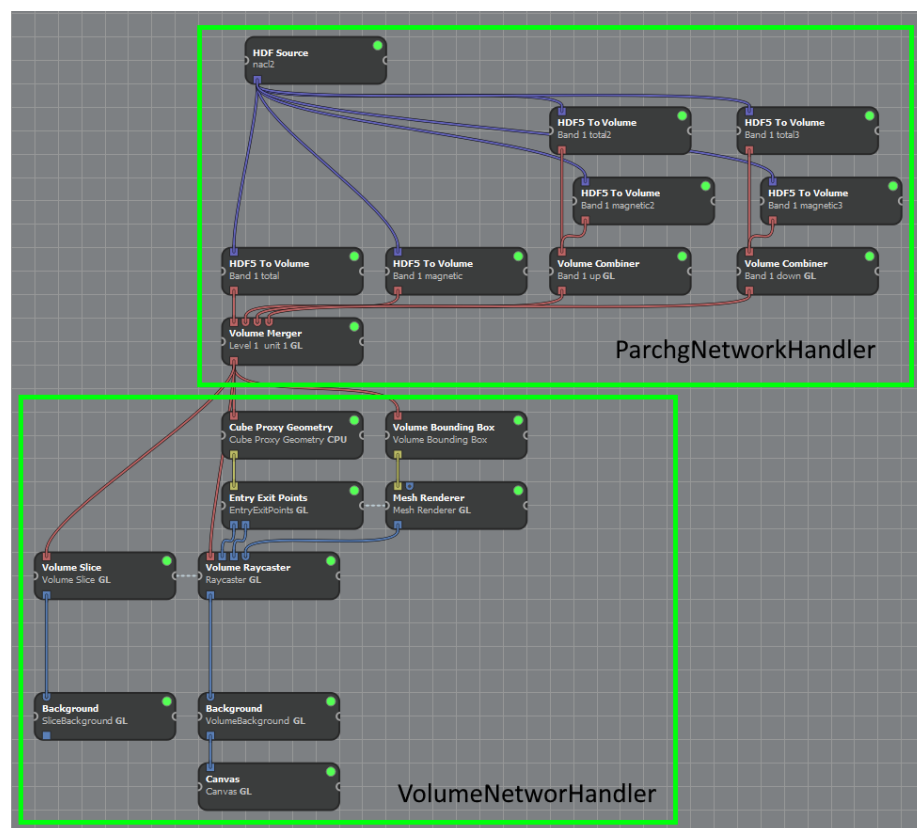 HDF Source
nacl2
HDF5 To Volume
Band 1 total2
HDF5 To Volume
Band 1 total3
HDF5 To Volume
Band 1 magnetic2
HDF5 To Volume
Band 1 magnetic3
HDF5 To Volume
Band 1 total
HDF5 To Volume
Band 1 magnetic
Volume Combiner
Band 1 up GL
Volume Combiner
Band 1 down GL
Volume Merger
Level 1 unit 1 GL
ParchgNetworkHandler
Cube Proxy Geometry
Cube Proxy Geometry CPU
Volume Bounding Box
Volume Bounding Box
Entry Exit Points
EntryExitPoints GL
Mesh Renderer
Mesh Renderer GL
Volume Slice
Volume Slice GL
Volume Raycaster
Raycaster GL
Background
SliceBackground GL
Background
VolumeBackground GL
Canvas
Canvas GL
VolumeNetworHandler